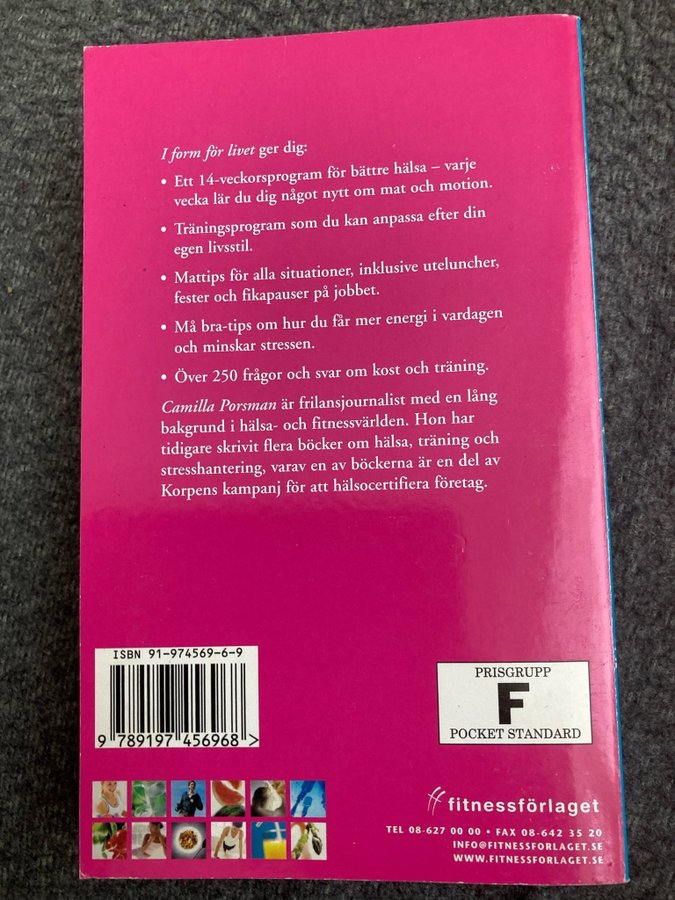 I form för livet ger dig:
• Ett 14-veckorsprogram för bättre hälsa – varje
vecka lär du dig något nytt om mat och motion.
• Träningsprogram som du kan anpassa efter din
egen livsstil.
• Mattips för alla situationer, inklusive uteluncher,
fester och fikapauser på jobbet.
• Må bra-tips om hur du får mer energi i vardagen
och minskar stressen.
• Över 250 frågor och svar om kost och träning.
Camilla Porsman är frilansjournalist med en lång
bakgrund i hälsa- och fitnessvärlden. Hon har
tidigare skrivit flera böcker om hälsa, träning och
stresshantering, varav en av böckerna är en del av
Korpens kampanj för att hälsocertifiera företag.
ISBN 91-974569-6-9
9 789197 456968 >
PRISGRUPP
F
POCKET STANDARD
fitnessförlaget
TEL 08-627 00 00 • FAX 08-642 35 20
INFO@FITNESSFORLAGET.SE
WWW.FITNESSFORLAGET.SE